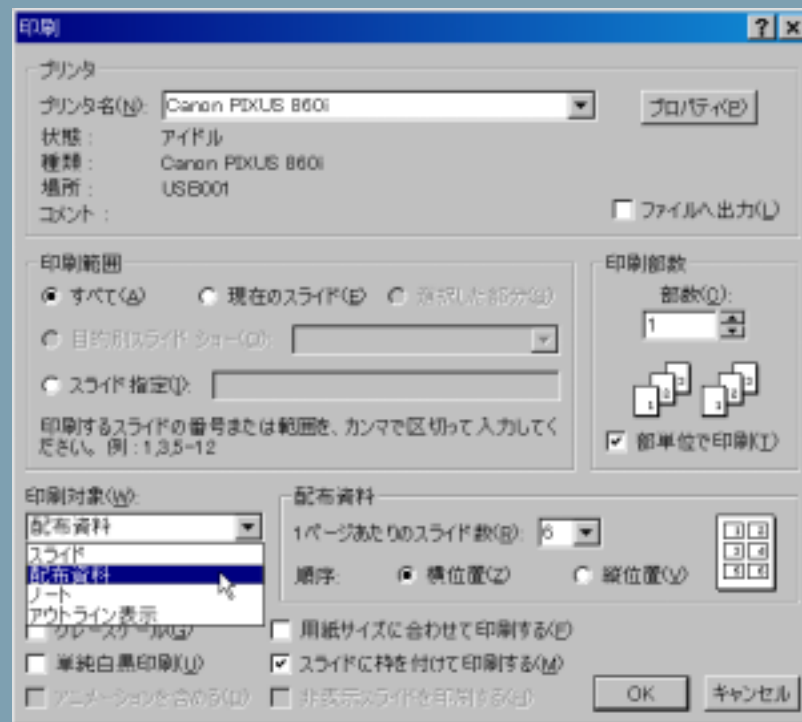 印刷
プリンタ
プリンタ名(N): Canon PIXUS 860i プロパティ(P)
状態 : アイドル
種類 : Canon PIXUS 860i
場所 : USB001
コメント :
ファイルへ出力(L)
印刷範囲
すべて(A) 現在のスライド(E) 選択した部分(S)
目的別スライド ショー(O):
スライド指定(I):
印刷するスライドの番号または範囲を、カンマで区切って入力してく
ださい。例 : 1,3,5-12
印刷部数
部数(C):
1
部単位で印刷(T)
印刷対象(W):
配布資料
スライド
配布資料
ノート
アウトライン表示
配布資料
1ページあたりのスライド数(R): 6
順序: 横位置(Z) 縦位置(V)
グレースケール(G) 用紙サイズに合わせて印刷する(F)
単純白黒印刷(U) スライドに枠を付けて印刷する(M)
アニメーションを含める(D) 非表示スライドを印刷する(H)
OK キャンセル